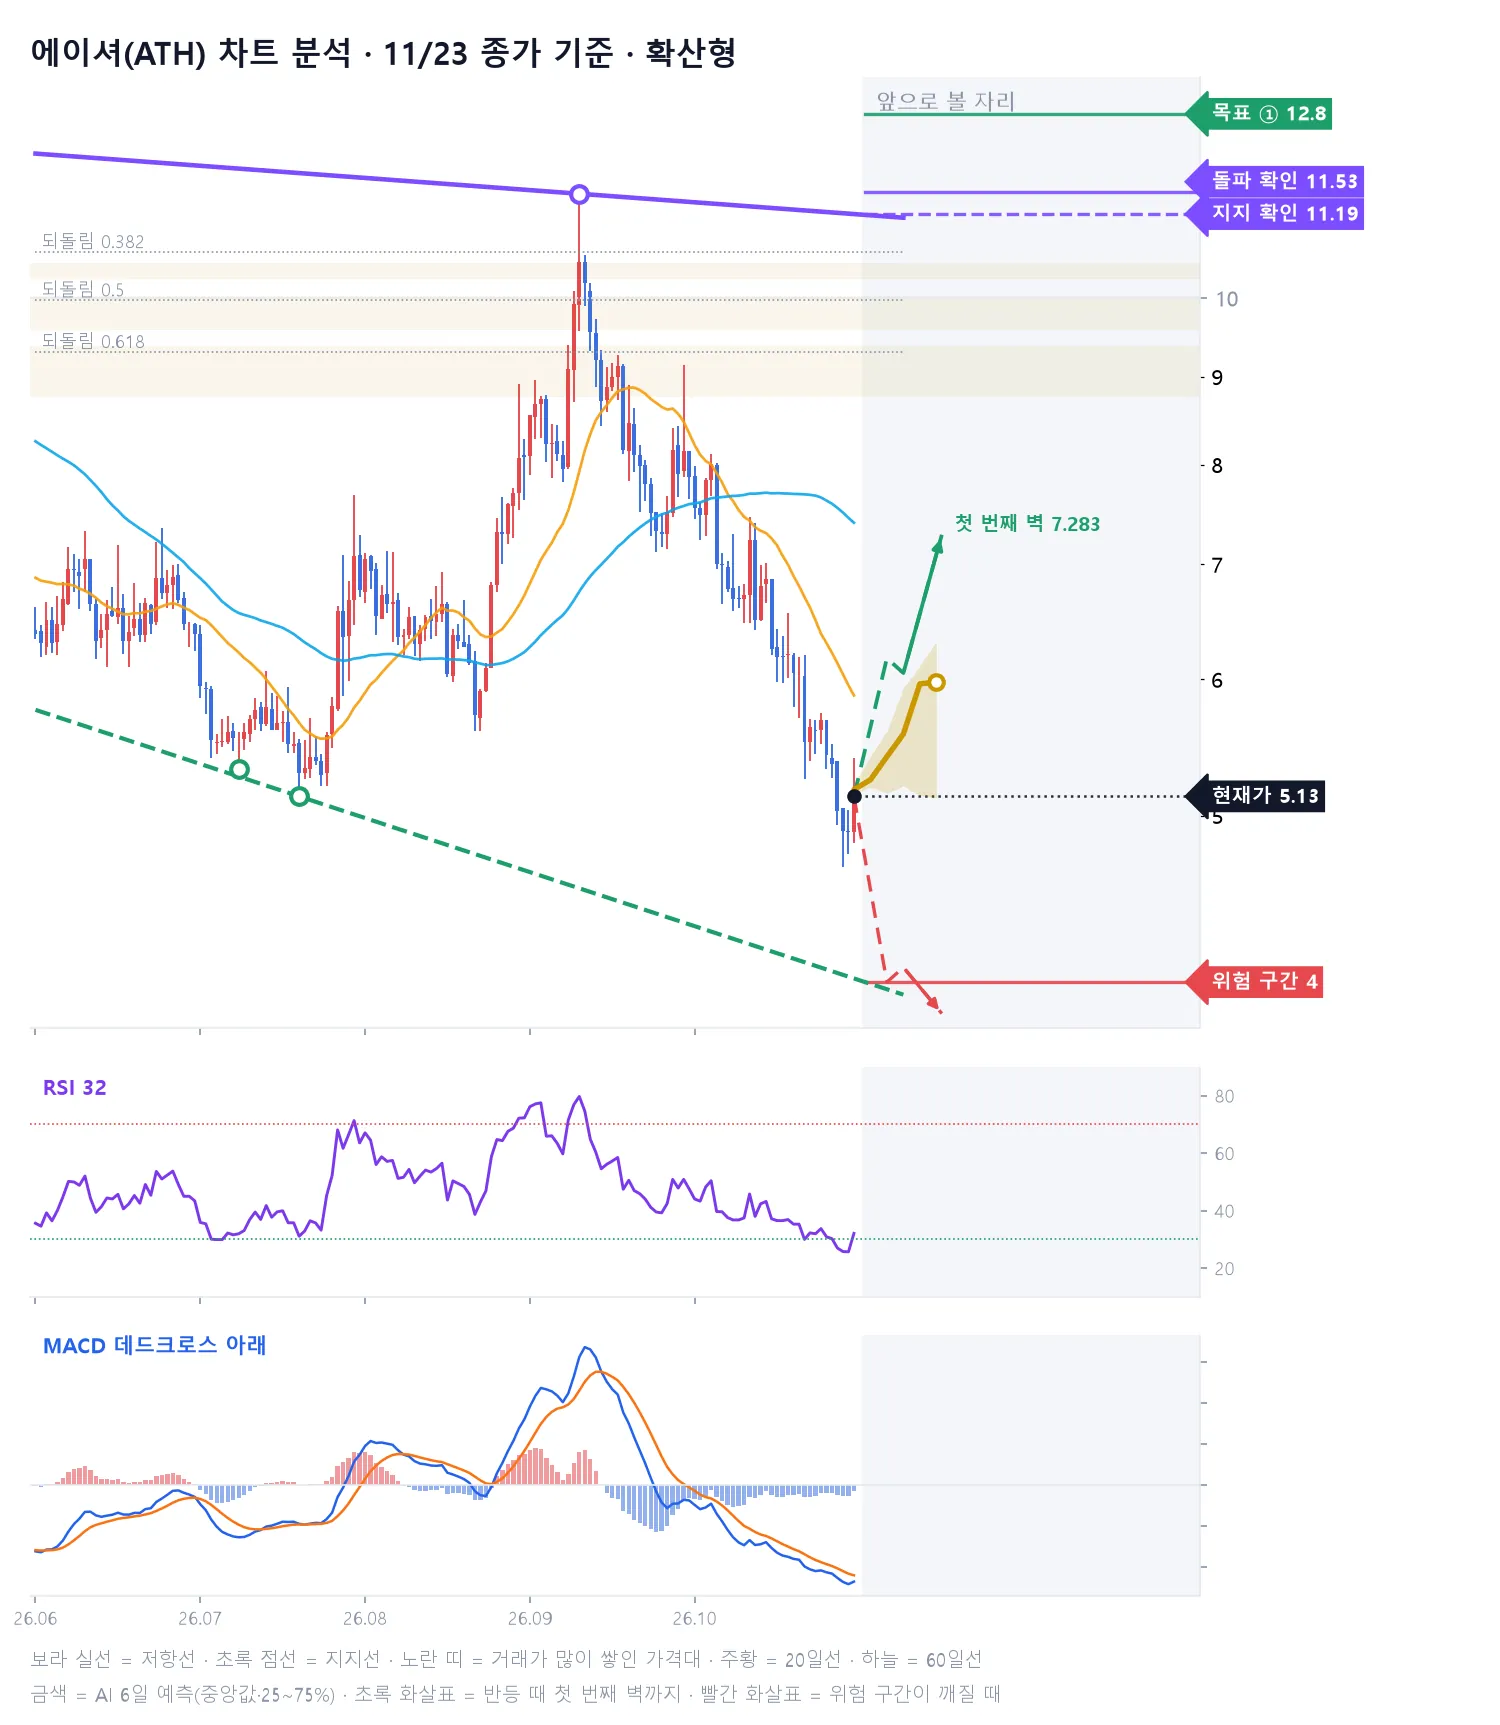 에이셔(ATH) 차트 분석 · 11/23 종가 기준 · 확산형
앞으로 볼 자리
목표 ① 12.8
돌파 확인 11.53
지지 확인 11.19
되돌림 0.382
되돌림 0.5
10
되돌림 0.618
9
8
첫 번째 벽 7.283
7
6
현재가 5.13
5
위험 구간 4
RSI 32
80
60
40
20
MACD 데드크로스 아래
26.06 26.07 26.08 26.09 26.10
보라 실선 = 저항선 · 초록 점선 = 지지선 · 노란 띠 = 거래가 많이 쌓인 가격대 · 주황 = 20일선 · 하늘 = 60일선
금색 = AI 6일 예측(중앙값·25~75%) · 초록 화살표 = 반등 때 첫 번째 벽까지 · 빨간 화살표 = 위험 구간이 깨질 때